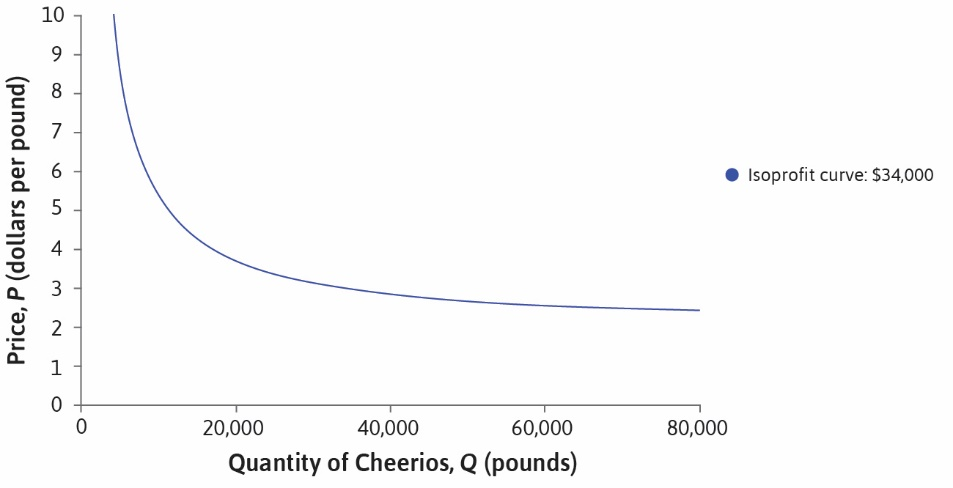 10
9
8
7
6
5
4
3
2
1
0
Price, P (dollars per pound)
0 20,000 40,000 60,000 80,000
Quantity of Cheerios, Q (pounds)
Isoprofit curve: $34,000